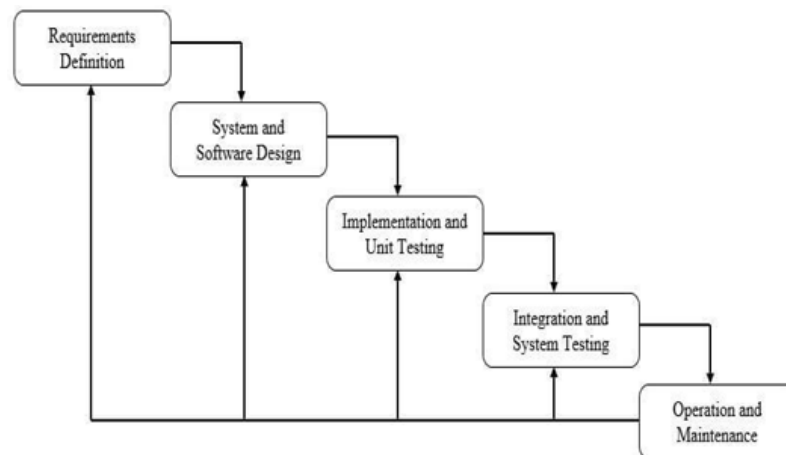 Requirements
Definition
System and
Software Design
Implementation and
Unit Testing
Integration and
System Testing
Operation and
Maintenance